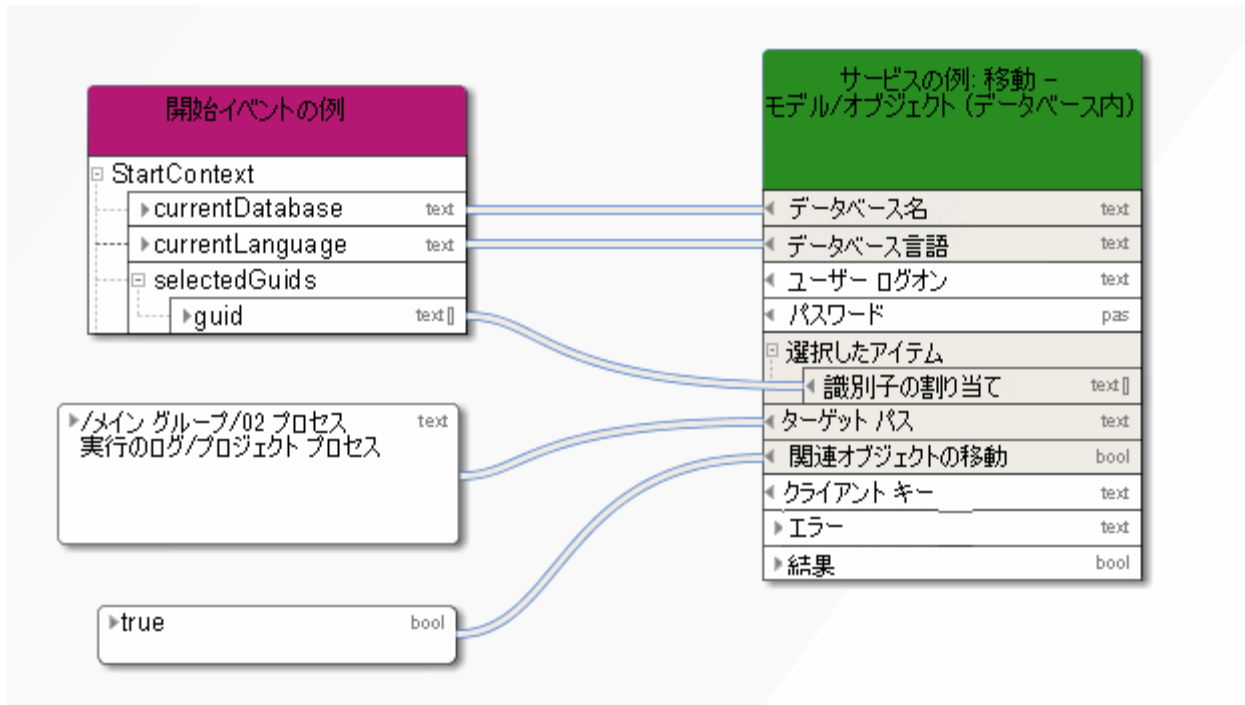 開始イベントの例
StartContext
currentDatabase text
currentLanguage text
selectedGuids
guid text[]
/メイン グループ/02 プロセス text
実行のログ/プロジェクト プロセス
true bool
サービスの例: 移動 –
モデル/オブジェクト (データベース内)
データベース名 text
データベース言語 text
ユーザー ログオン text
パスワード pas
選択したアイテム
識別子の割り当て text[]
ターゲット パス text
関連オブジェクトの移動 bool
クライアント キー text
エラー text
結果 bool